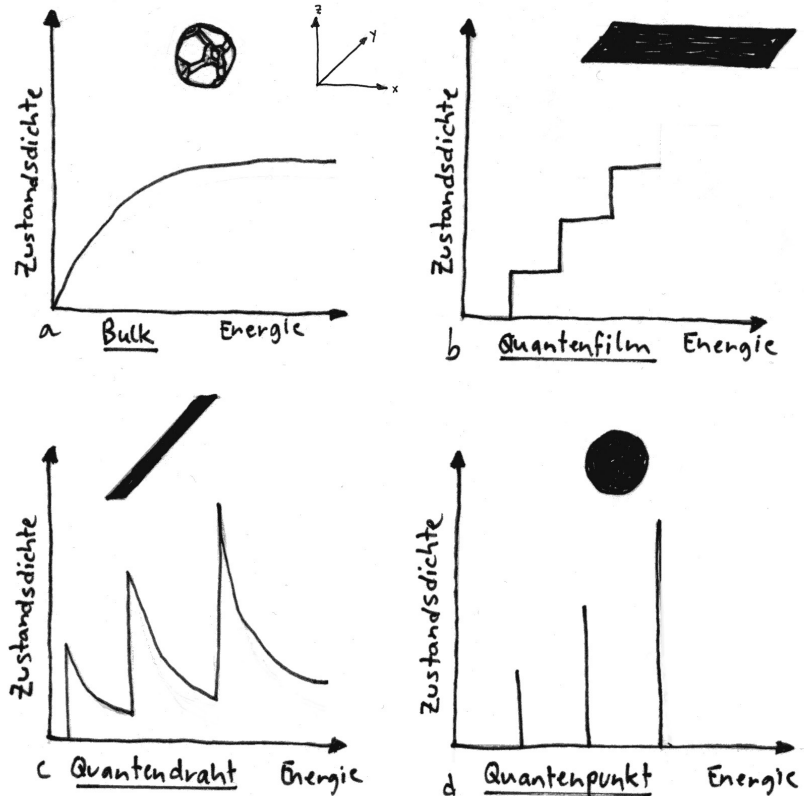 z
y
x
Zustandsdichte
a Bulk Energie
Zustandsdichte
b Quantenfilm Energie
Zustandsdichte
c Quantendraht Energie
Zustandsdichte
d Quantenpunkt Energie